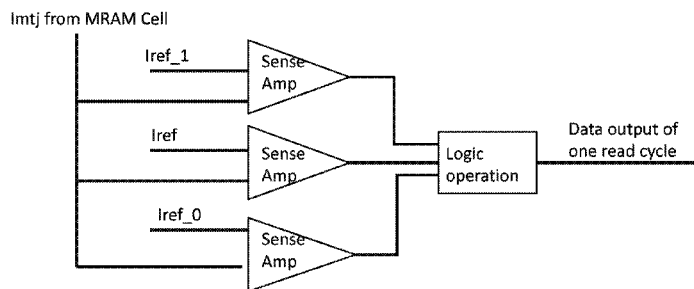 Imtj from MRAM Cell
Iref_1
Sense
Amp
Iref
Sense
Amp
Iref_0
Sense
Amp
Logic
operation
Data output of
one read cycle